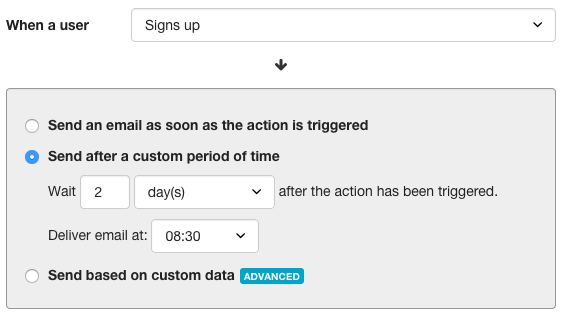 When a user Signs up
Send an email as soon as the action is triggered
Send after a custom period of time
Wait 2 day(s) after the action has been triggered.
Deliver email at: 08:30
Send based on custom data ADVANCED